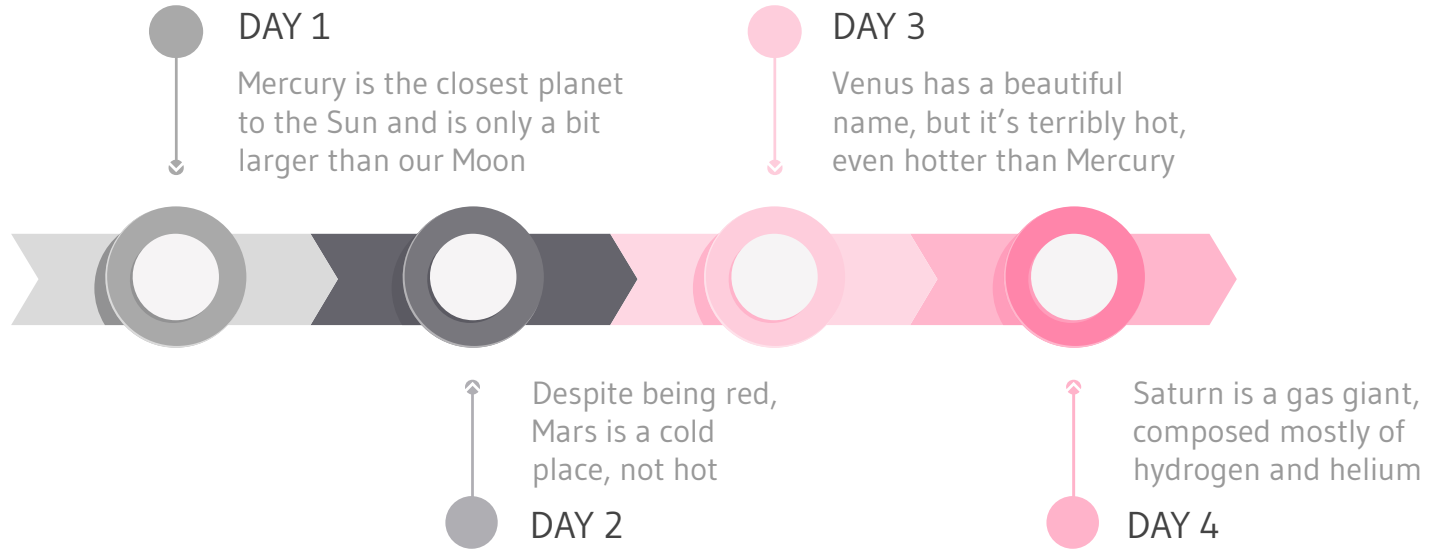 DAY 1
Mercury is the closest planet
to the Sun and is only a bit
larger than our Moon
Despite being red,
Mars is a cold
place, not hot
DAY 2
DAY 3
Venus has a beautiful
name, but it’s terribly hot,
even hotter than Mercury
Saturn is a gas giant,
composed mostly of
hydrogen and helium
DAY 4